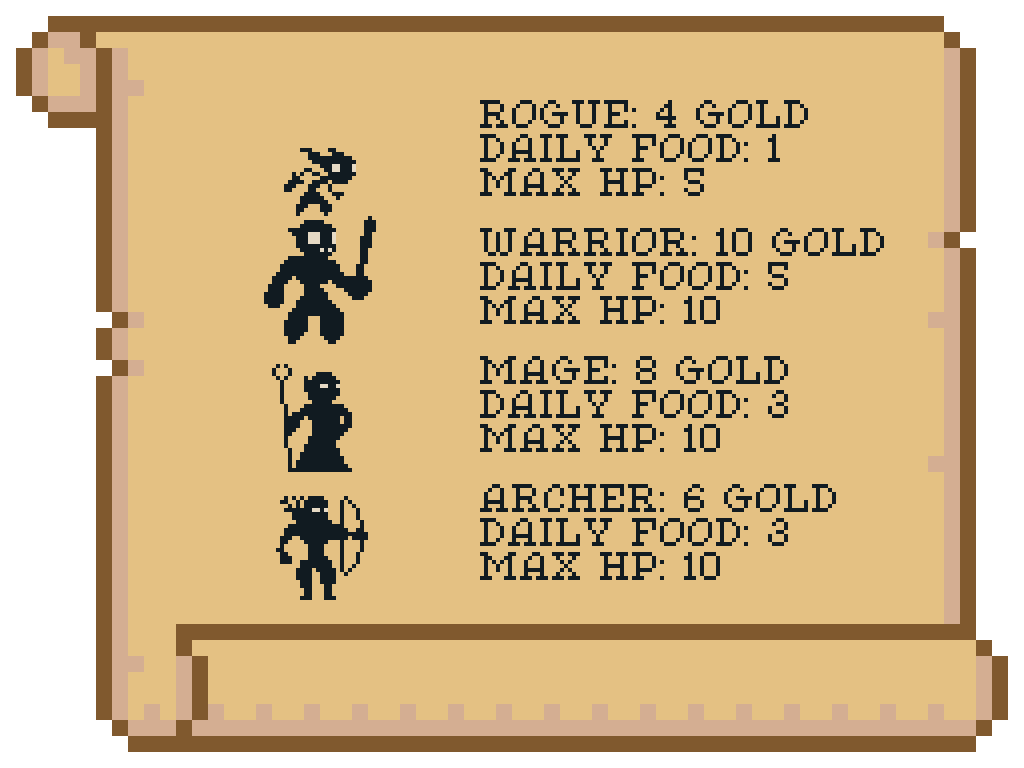 ROGUE: 4 GOLD
DAILY FOOD: 1
MAX HP: 5
WARRIOR: 10 GOLD
DAILY FOOD: 5
MAX HP: 10
MAGE: 8 GOLD
DAILY FOOD: 3
MAX HP: 10
ARCHER: 6 GOLD
DAILY FOOD: 3
MAX HP: 10